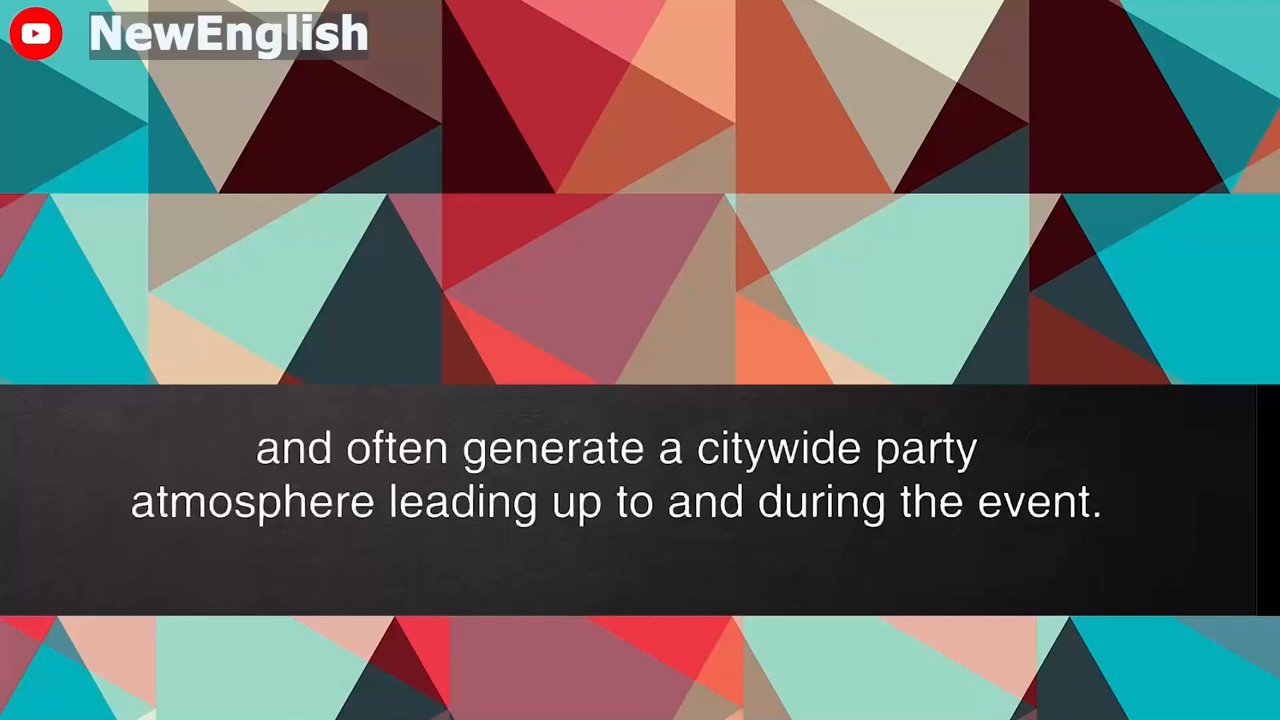 NewEnglish
and often generate a citywide party
atmosphere leading up to and during the event.